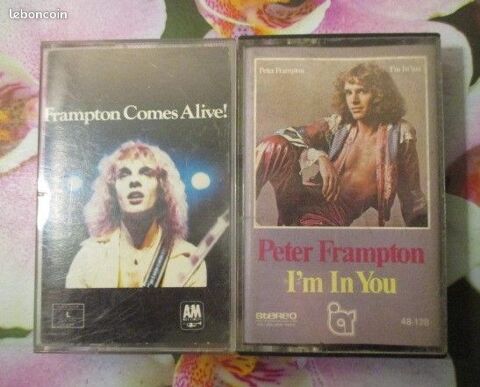 leboncoin
Frampton Comes Alive!
L
A&M
Peter Frampton
I'm In You
Peter Frampton
I'm In You
stereo
48-128